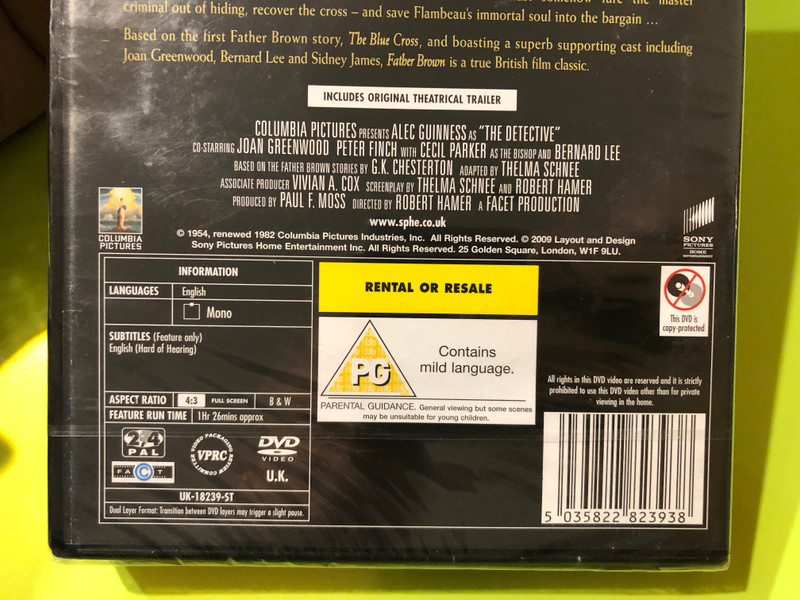 criminal out of hiding, recover the cross – and save Flambeau's immortal soul into the bargain ...
Based on the first Father Brown story, The Blue Cross, and boasting a superb supporting cast including
Joan Greenwood, Bernard Lee and Sidney James, Father Brown is a true British film classic.
INCLUDES ORIGINAL THEATRICAL TRAILER
COLUMBIA PICTURES PRESENTS ALEC GUINNESS AS "THE DETECTIVE"
CO-STARRING JOAN GREENWOOD PETER FINCH WITH CECIL PARKER AS THE BISHOP AND BERNARD LEE
BASED ON THE FATHER BROWN STORIES BY G.K. CHESTERTON ADAPTED BY THELMA SCHNEE
ASSOCIATE PRODUCER VIVIAN A. COX SCREENPLAY BY THELMA SCHNEE AND ROBERT HAMER
PRODUCED BY PAUL F. MOSS DIRECTED BY ROBERT HAMER A FACET PRODUCTION
www.sphe.co.uk
COLUMBIA
PICTURES
© 1954, renewed 1982 Columbia Pictures Industries, Inc. All Rights Reserved. © 2009 Layout and Design
Sony Pictures Home Entertainment Inc. All Rights Reserved. 25 Golden Square, London, W1F 9LU.
SONY
PICTURES
HOME
ENTERTAINMENT
INFORMATION
LANGUAGES English
Mono
SUBTITLES (Feature only)
English (Hard of Hearing)
ASPECT RATIO 4:3 FULL SCREEN B & W
FEATURE RUN TIME 1Hr 26mins approx
2 4
PAL
FACT
VIDEO PACKAGING REVIEW COMMITTEE
VPRC
DVD
VIDEO
U.K.
UK-18239-ST
Dual Layer Format: Transition between DVD layers may trigger a slight pause.
RENTAL OR RESALE
PG
Contains
mild language.
PARENTAL GUIDANCE. General viewing but some scenes
may be unsuitable for young children.
This DVD is
copy-protected
All rights in this DVD video are reserved and it is strictly
prohibited to use this DVD video other than for private
viewing in the home.
5 035822 823938